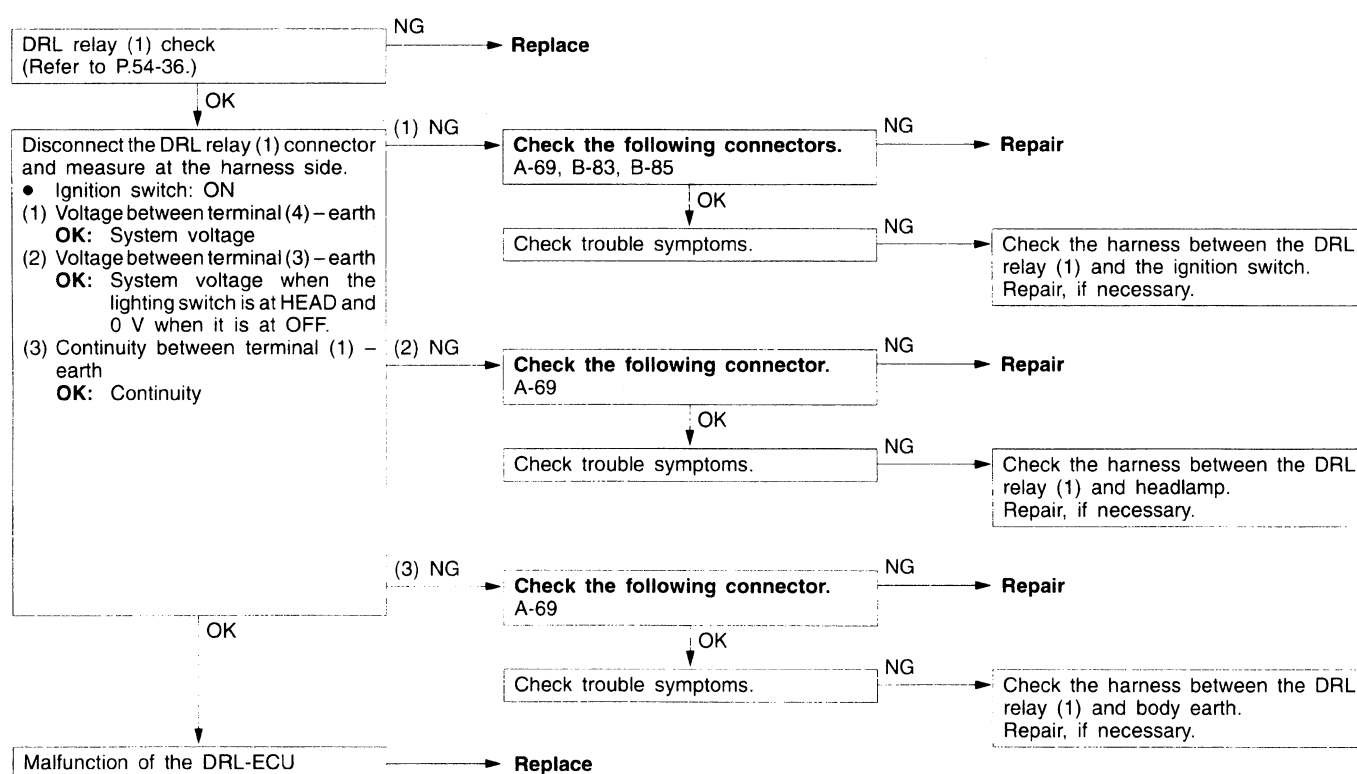 DRL relay (1) check
(Refer to P.54-36.)
NG
Replace
OK
Disconnect the DRL relay (1) connector
and measure at the harness side.
● Ignition switch: ON
(1) Voltage between terminal (4) – earth
OK: System voltage
(2) Voltage between terminal (3) – earth
OK: System voltage when the
lighting switch is at HEAD and
0 V when it is at OFF.
(3) Continuity between terminal (1) –
earth
OK: Continuity
(1) NG
Check the following connectors.
A-69, B-83, B-85
NG
Repair
OK
Check trouble symptoms.
NG
Check the harness between the DRL
relay (1) and the ignition switch.
Repair, if necessary.
(2) NG
Check the following connector.
A-69
NG
Repair
OK
Check trouble symptoms.
NG
Check the harness between the DRL
relay (1) and headlamp.
Repair, if necessary.
(3) NG
Check the following connector.
A-69
NG
Repair
OK
Check trouble symptoms.
NG
Check the harness between the DRL
relay (1) and body earth.
Repair, if necessary.
OK
Malfunction of the DRL-ECU
Replace